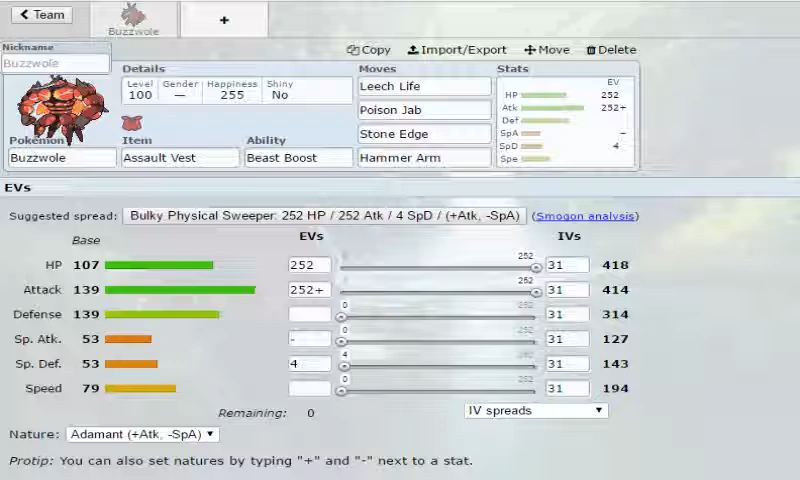 Team
Buzzwole
+
Nickname
Buzzwole
Copy Import/Export Move Delete
Details
Level Gender Happiness Shiny
100 — 255 No
Moves
Leech Life
Poison Jab
Stone Edge
Hammer Arm
Stats
EV
HP 252
Atk 252+
Def
SpA −
SpD 4
Spe
Pokémon Item Ability
Buzzwole Assault Vest Beast Boost
EVs
Suggested spread: Bulky Physical Sweeper: 252 HP / 252 Atk / 4 SpD / (+Atk, -SpA) (Smogon analysis)
Base EVs IVs
HP 107 252 252 31 418
Attack 139 252+ 252 31 414
Defense 139 0 252 31 314
Sp. Atk. 53 - 0 252 31 127
Sp. Def. 53 4 4 252 31 143
Speed 79 0 252 31 194
Remaining: 0 IV spreads
Nature: Adamant (+Atk, -SpA)
Protip: You can also set natures by typing "+" and "-" next to a stat.